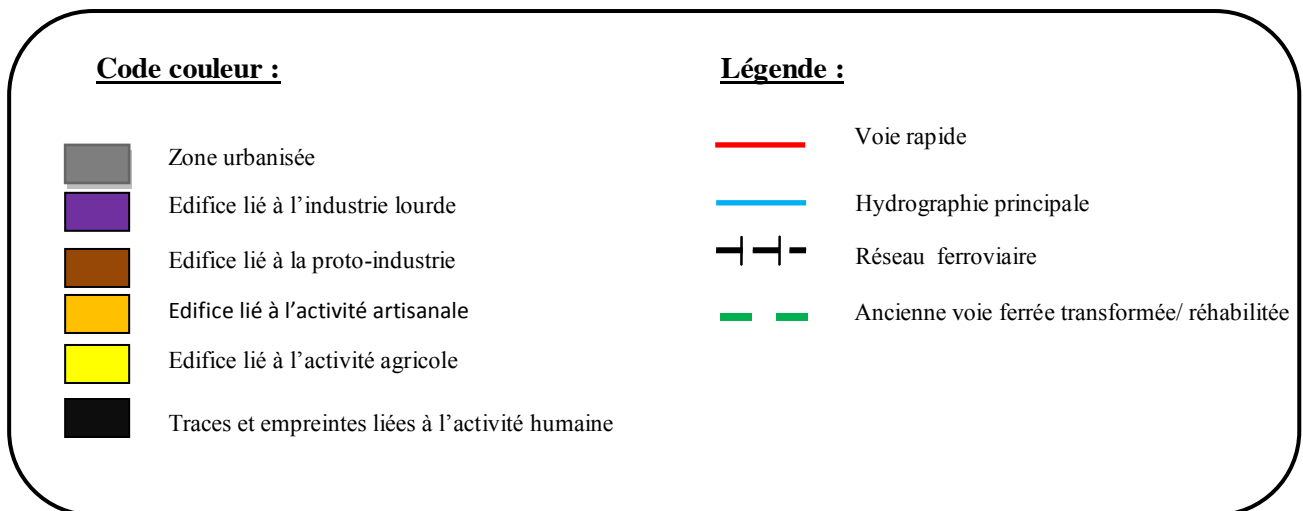 Code couleur :
Zone urbanisée
Edifice lié à l’industrie lourde
Edifice lié à la proto-industrie
Edifice lié à l’activité artisanale
Edifice lié à l’activité agricole
Traces et empreintes liées à l’activité humaine
Légende :
Voie rapide
Hydrographie principale
Réseau ferroviaire
Ancienne voie ferrée transformée/ réhabilitée